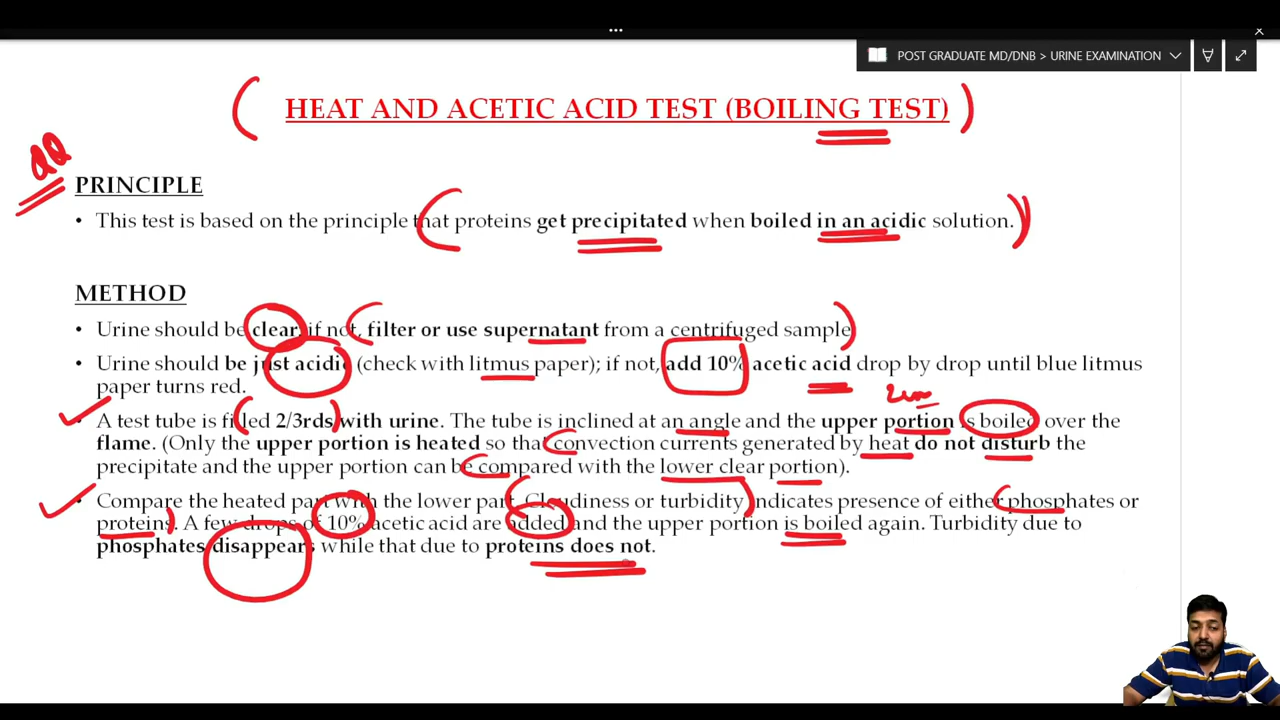 POST GRADUATE MD/DNB > URINE EXAMINATION
HEAT AND ACETIC ACID TEST (BOILING TEST)
PRINCIPLE
• This test is based on the principle that proteins get precipitated when boiled in an acidic solution.
METHOD
• Urine should be clear, if not, filter or use supernatant from a centrifuged sample
• Urine should be just acidic (check with litmus paper); if not, add 10% acetic acid drop by drop until blue litmus
paper turns red.
• A test tube is filled 2/3rds with urine. The tube is inclined at an angle and the upper portion is boiled over the
flame. (Only the upper portion is heated so that convection currents generated by heat do not disturb the
precipitate and the upper portion can be compared with the lower clear portion).
• Compare the heated part with the lower part. Cloudiness or turbidity indicates presence of either phosphates or
proteins. A few drops of 10% acetic acid are added and the upper portion is boiled again. Turbidity due to
phosphates disappears while that due to proteins does not.